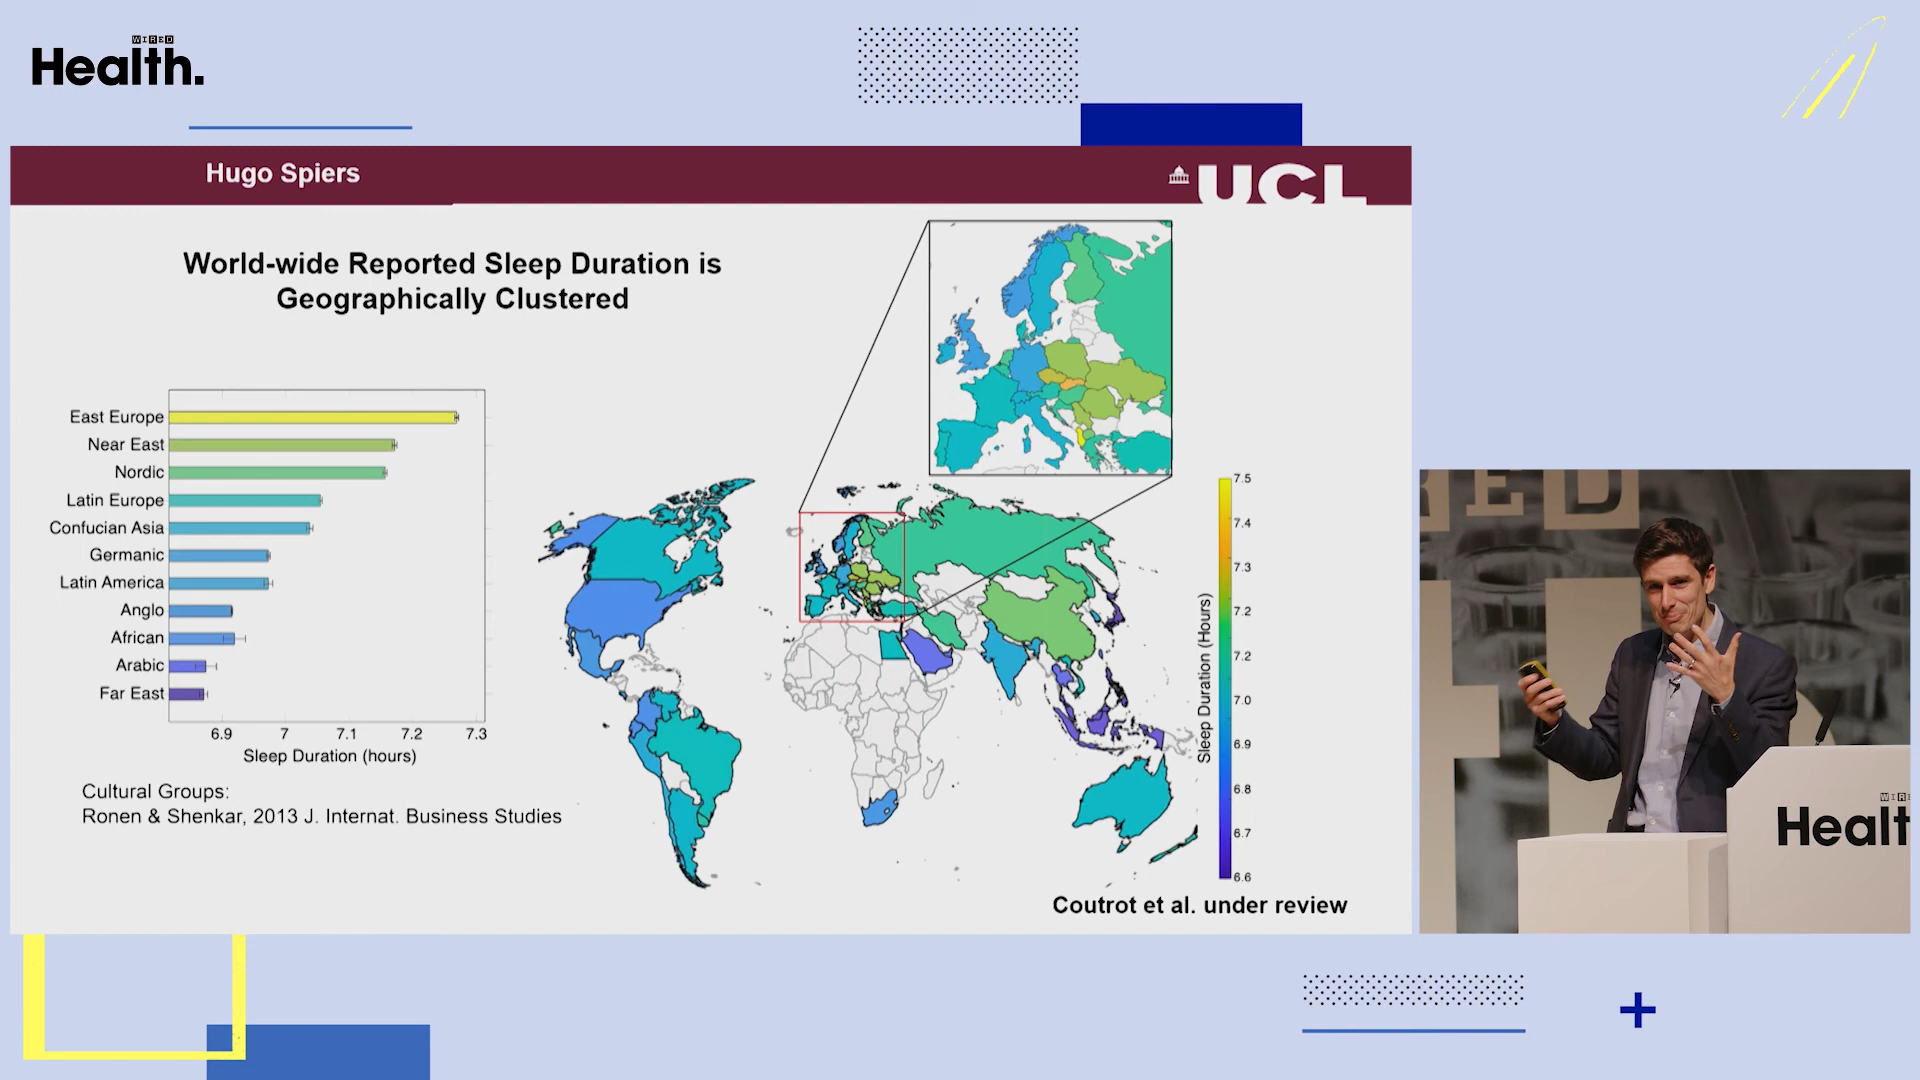 WIRED
Health.
Hugo Spiers
UCL
World-wide Reported Sleep Duration is
Geographically Clustered
East Europe
Near East
Nordic
Latin Europe
Confucian Asia
Germanic
Latin America
Anglo
African
Arabic
Far East
6.9 7 7.1 7.2 7.3
Sleep Duration (hours)
Cultural Groups:
Ronen & Shenkar, 2013 J. Internat. Business Studies
7.5
7.4
7.3
7.2
7.2
7.0
6.9
6.8
6.7
6.6
Sleep Duration (Hours)
Coutrot et al. under review
RED
WIRE
Healt